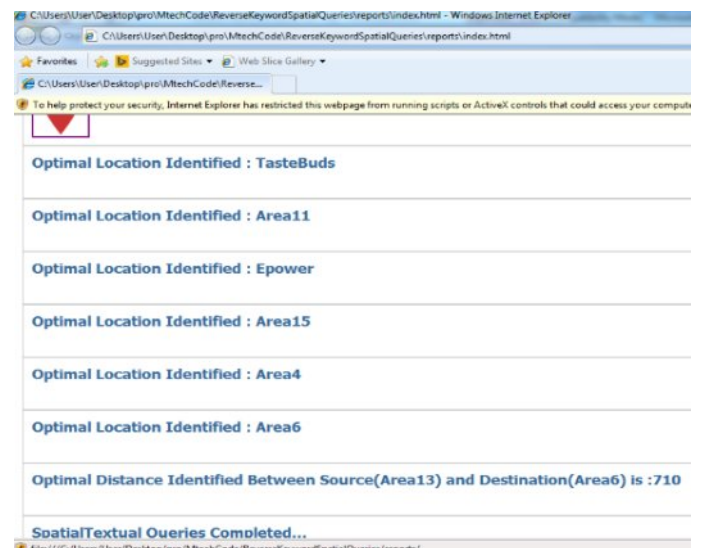 C:\Users\User\Desktop\pro\MtechCode\ReverseKeywordSpatialQueries\reports\index.html - Windows Internet Explorer
C:\Users\User\Desktop\pro\MtechCode\ReverseKeywordSpatialQueries\reports\index.html
Favorites Suggested Sites Web Slice Gallery
C:\Users\User\Desktop\pro\MtechCode\Reverse...
To help protect your security, Internet Explorer has restricted this webpage from running scripts or ActiveX controls that could access your compute
Optimal Location Identified : TasteBuds
Optimal Location Identified : Area11
Optimal Location Identified : Epower
Optimal Location Identified : Area15
Optimal Location Identified : Area4
Optimal Location Identified : Area6
Optimal Distance Identified Between Source(Area13) and Destination(Area6) is :710
SpatialTextual Queries Completed...